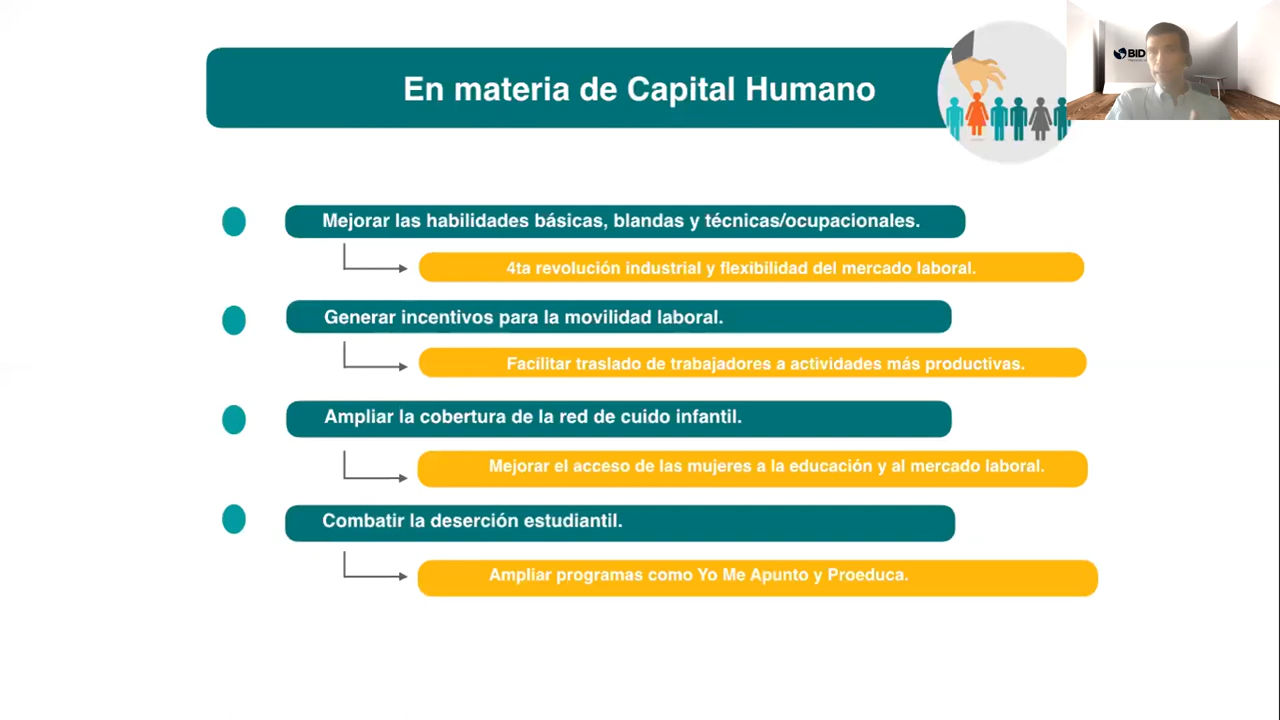 En materia de Capital Humano
BID
Mejorar las habilidades básicas, blandas y técnicas/ocupacionales.
4ta revolución industrial y flexibilidad del mercado laboral.
Generar incentivos para la movilidad laboral.
Facilitar traslado de trabajadores a actividades más productivas.
Ampliar la cobertura de la red de cuido infantil.
Mejorar el acceso de las mujeres a la educación y al mercado laboral.
Combatir la deserción estudiantil.
Ampliar programas como Yo Me Apunto y Proeduca.